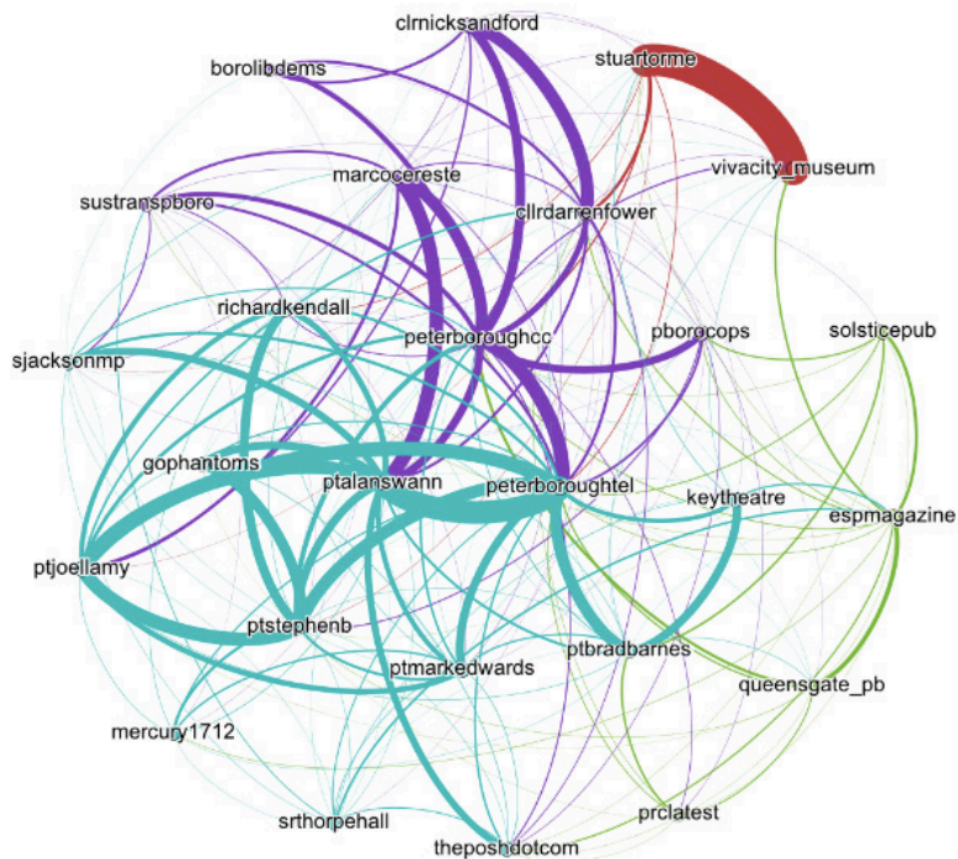 clrnicksandford
stuartorme
borolibdems
vivacity_museum
marcocereste
sustranspboro
cllrdarrenfower
richardkendall
peterboroughcc
pborocops
solsticepub
sjacksonmp
gophantoms
ptalanswann
peterboroughtel
keytheatre
espmagazine
ptjoellamy
ptstephenb
ptmarkedwards
ptbradbarnes
queensgate_pb
mercury1712
srthorpehall
prclatest
theposhdotcom